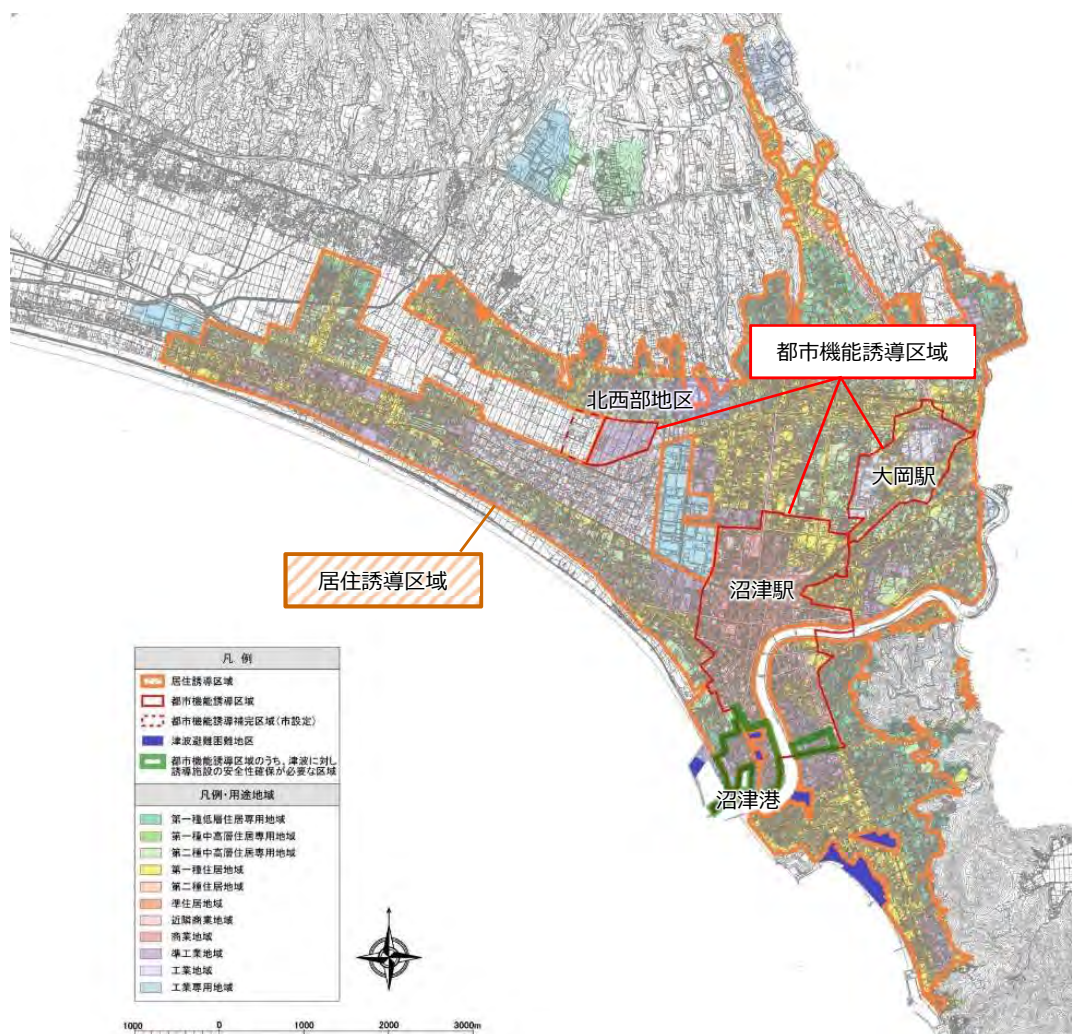 都市機能誘導区域
北西部地区
大岡駅
居住誘導区域
沼津駅
沼津港
凡 例
居住誘導区域
都市機能誘導区域
都市機能誘導補完区域(市設定)
津波避難困難地区
都市機能誘導区域のうち、津波に対し
誘導施設の安全性確保が必要な区域
凡例・用途地域
第一種低層住居専用地域
第一種中高層住居専用地域
第二種中高層住居専用地域
第一種住居地域
第二種住居地域
準住居地域
近隣商業地域
商業地域
準工業地域
工業地域
工業専用地域
1000 0 1000 2000 3000m